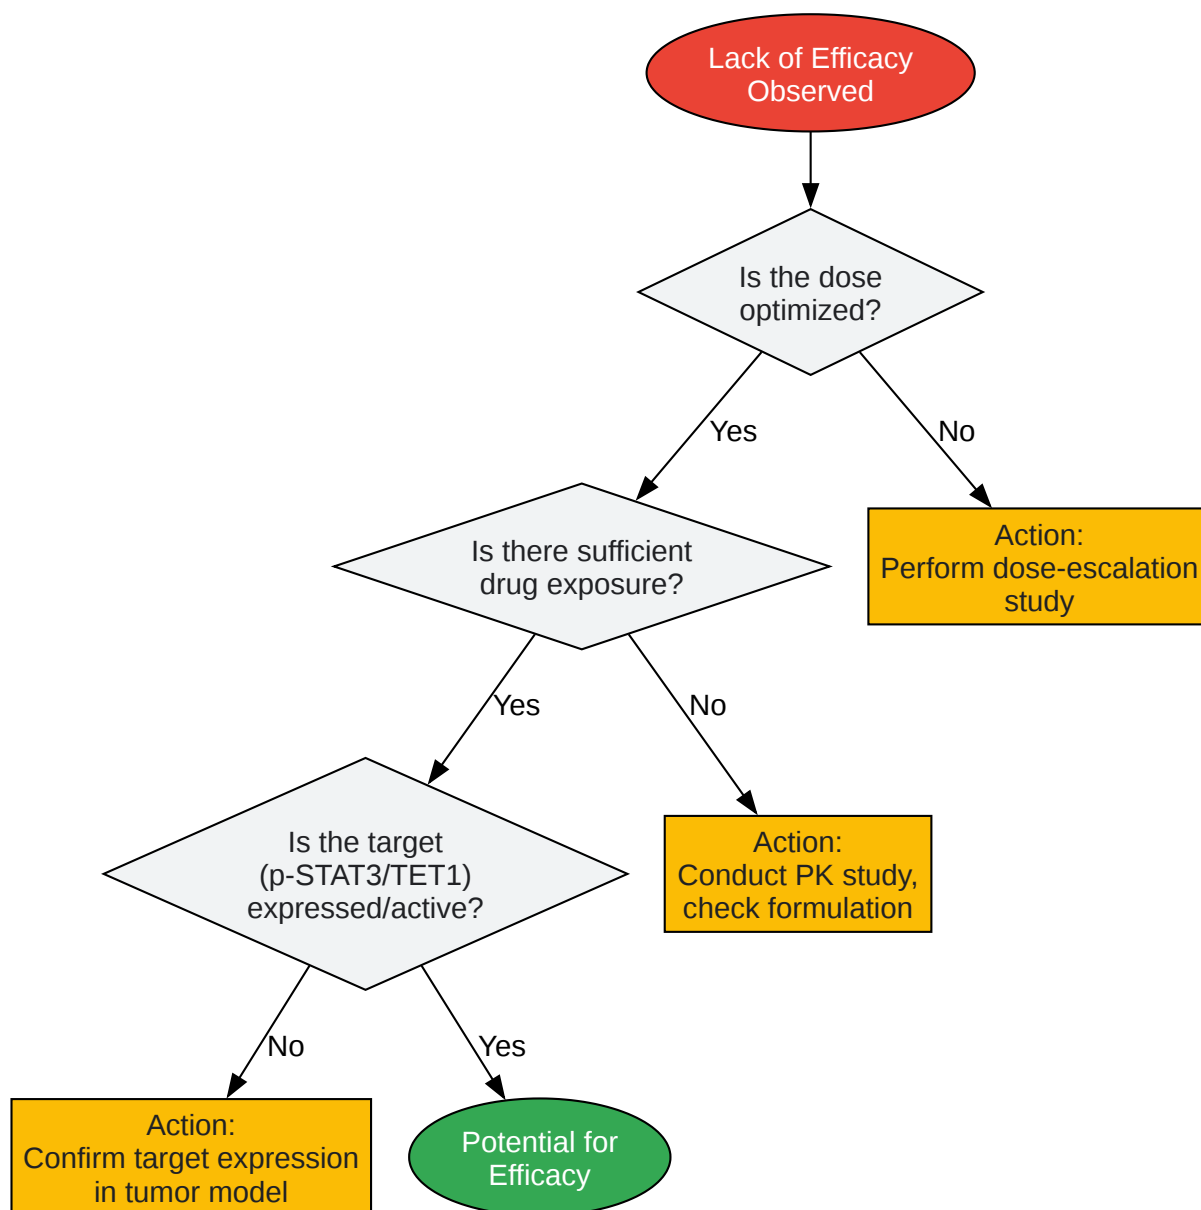 Lack of Efficacy
Observed
Is the dose
optimized?
Yes
No
Is there sufficient
drug exposure?
Action:
Perform dose-escalation
study
Yes
No
Is the target
(p-STAT3/TET1)
expressed/active?
Action:
Conduct PK study,
check formulation
No
Yes
Action:
Confirm target expression
in tumor model
Potential for
Efficacy